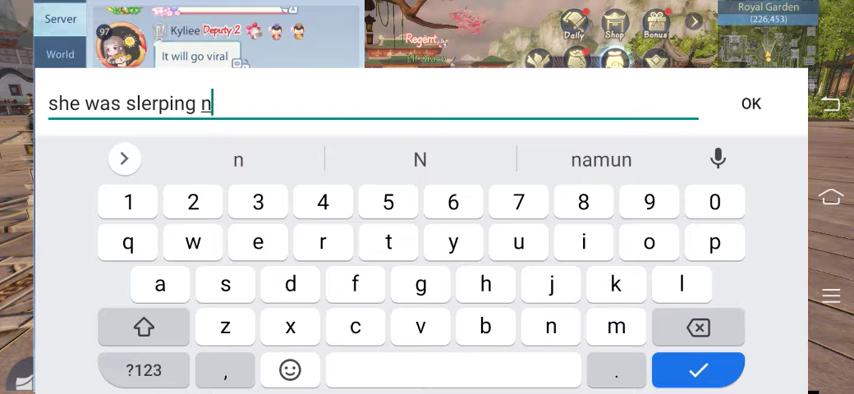 Server
World
97
Kyliee Deputy 2
It will go viral
Regent
Daily
Shop
Bonus
Royal Garden
(226,453)
she was slerping n
OK
n
N
namun
1 2 3 4 5 6 7 8 9 0
q w e r t y u i o p
a s d f g h j k l
z x c v b n m
?123
,
.